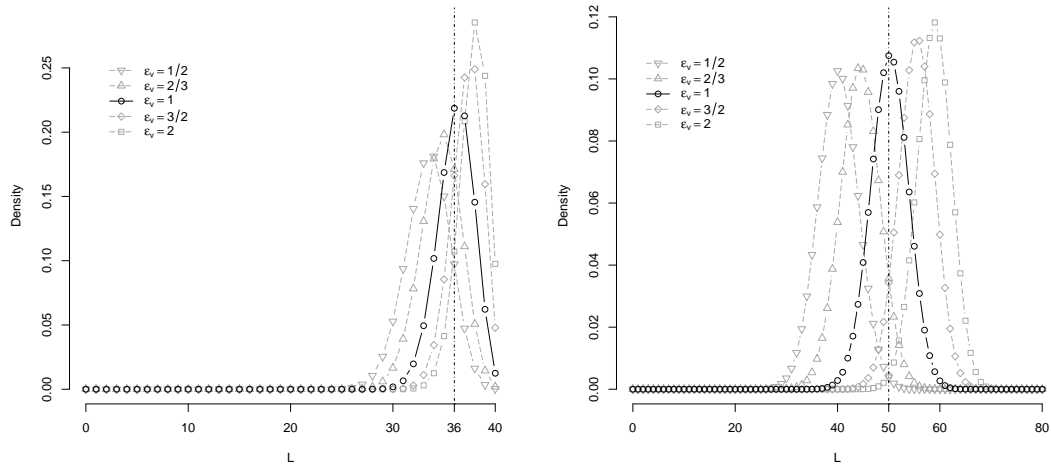 εv = 1/2
εv = 2/3
εv = 1
εv = 3/2
εv = 2
Density
0.00
0.05
0.10
0.15
0.20
0.25
0
10
20
30
36
40
L
εv = 1/2
εv = 2/3
εv = 1
εv = 3/2
εv = 2
Density
0.00
0.02
0.04
0.06
0.08
0.10
0.12
0
20
40
50
60
80
L